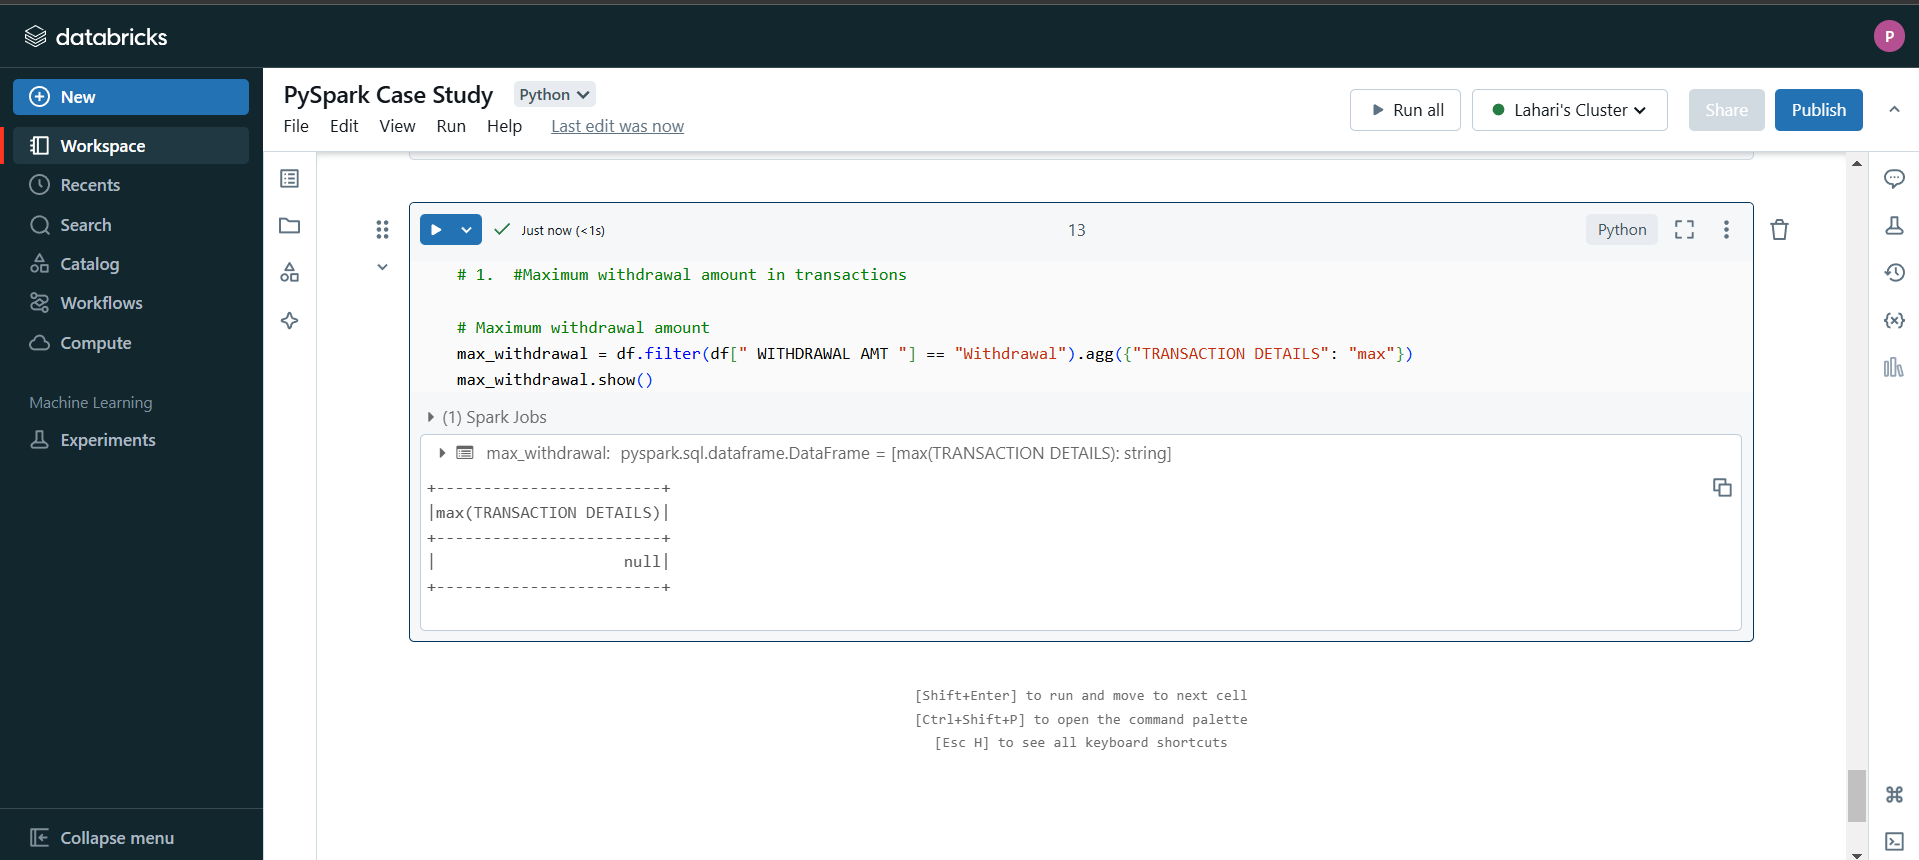 databricks
P
New
Workspace
Recents
Search
Catalog
Workflows
Compute
Machine Learning
Experiments
Collapse menu
PySpark Case Study Python
File Edit View Run Help Last edit was now
Run all Lahari's Cluster Share Publish
Just now (<1s) 13 Python
# 1.  #Maximum withdrawal amount in transactions
# Maximum withdrawal amount
max_withdrawal = df.filter(df[" WITHDRAWAL AMT "] == "Withdrawal").agg({"TRANSACTION DETAILS": "max"})
max_withdrawal.show()
(1) Spark Jobs
max_withdrawal: pyspark.sql.dataframe.DataFrame = [max(TRANSACTION DETAILS): string]
+------------------------+
|max(TRANSACTION DETAILS)|
+------------------------+
|                    null|
+------------------------+
[Shift+Enter] to run and move to next cell
[Ctrl+Shift+P] to open the command palette
[Esc H] to see all keyboard shortcuts